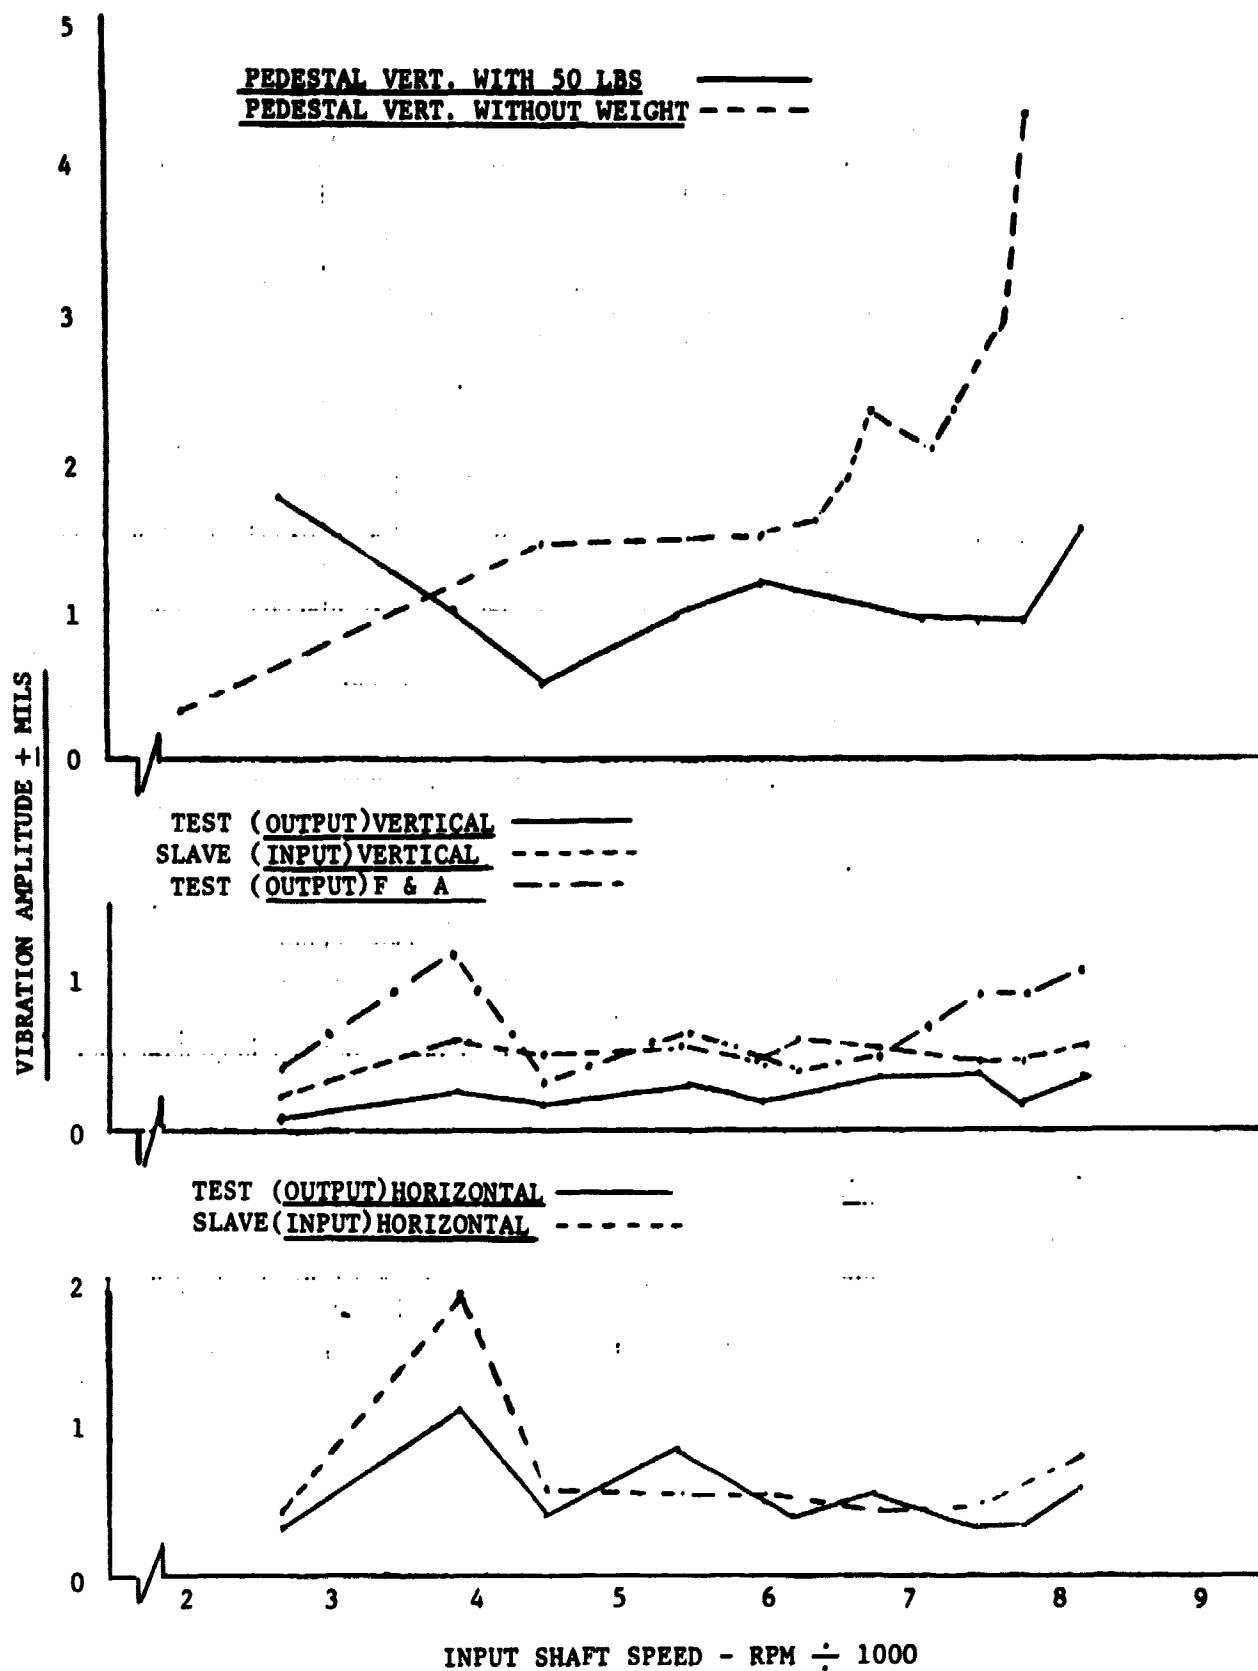 5
PEDESTAL VERT. WITH 50 LBS
PEDESTAL VERT. WITHOUT WEIGHT
4
3
2
1
0
VIBRATION AMPLITUDE ± MILS
TEST (OUTPUT)VERTICAL
SLAVE (INPUT)VERTICAL
TEST (OUTPUT)F & A
1
0
TEST (OUTPUT)HORIZONTAL
SLAVE(INPUT)HORIZONTAL
2
1
0
2 3 4 5 6 7 8 9
INPUT SHAFT SPEED - RPM ÷ 1000